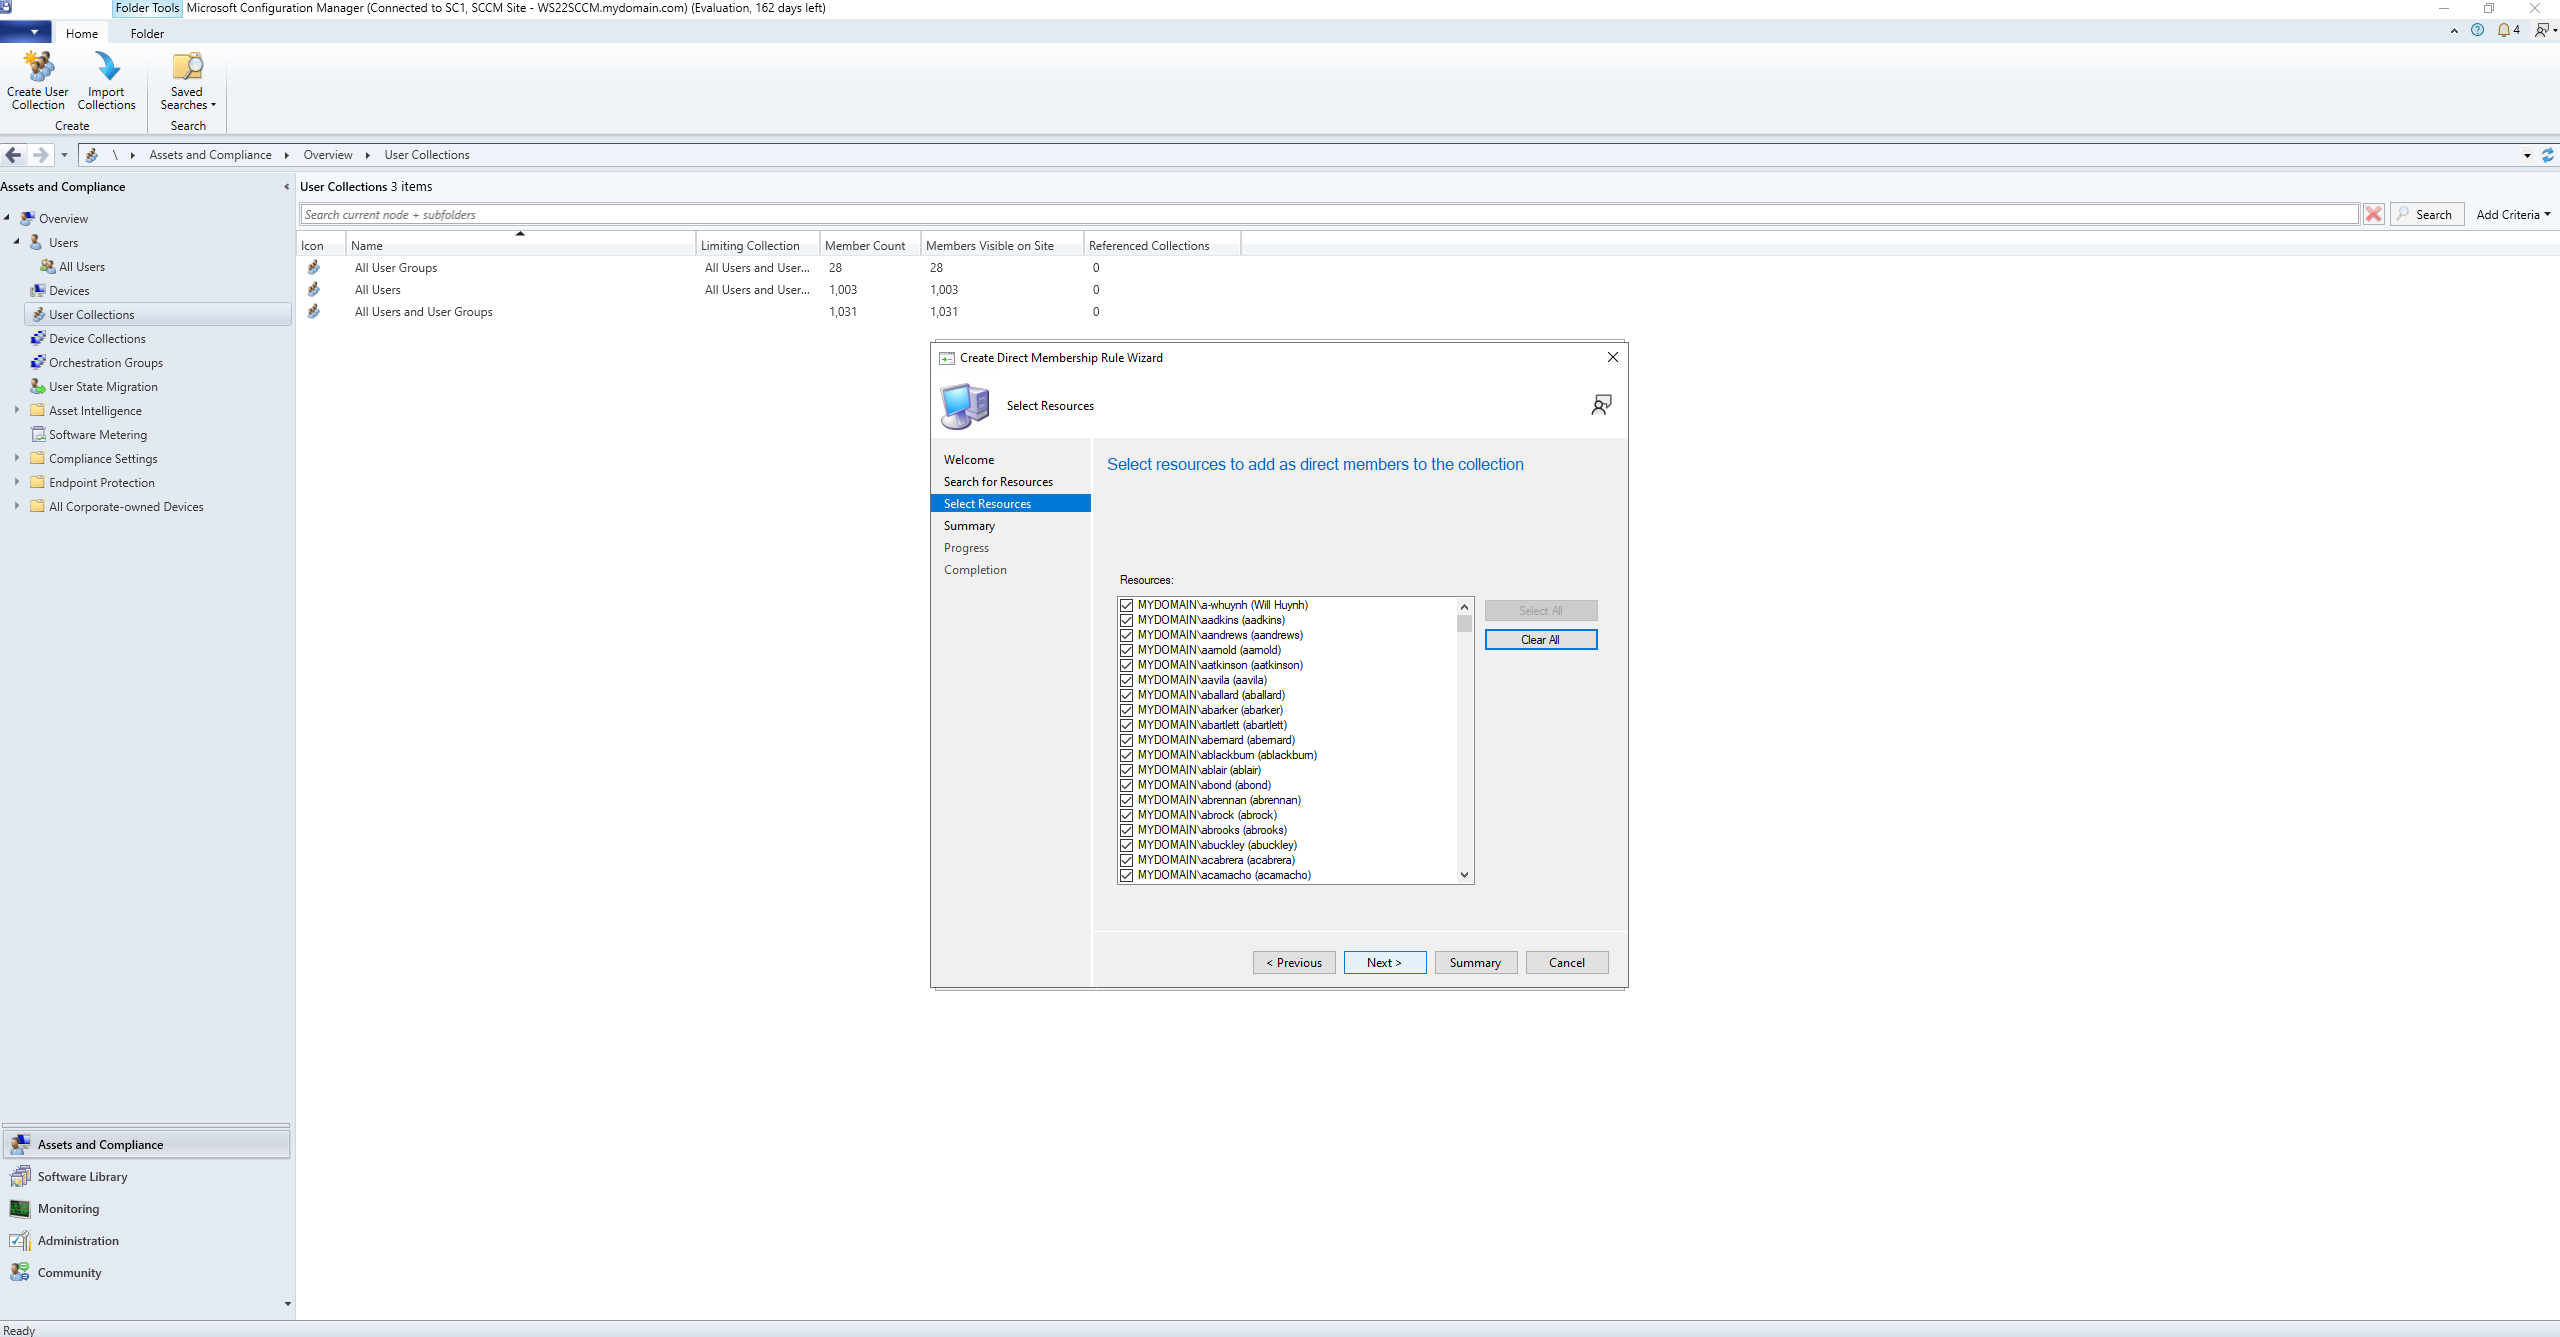 Folder Tools Microsoft Configuration Manager (Connected to SC1, SCCM Site - WS22SCCM.mydomain.com) (Evaluation, 162 days left)
Home Folder
4
Create User Collection
Import Collections
Saved Searches
Create
Search
\ Assets and Compliance Overview User Collections
Assets and Compliance
Overview
Users
All Users
Devices
User Collections
Device Collections
Orchestration Groups
User State Migration
Asset Intelligence
Software Metering
Compliance Settings
Endpoint Protection
All Corporate-owned Devices
Assets and Compliance
Software Library
Monitoring
Administration
Community
User Collections 3 items
Search current node + subfolders
Search
Add Criteria
Icon Name Limiting Collection Member Count Members Visible on Site Referenced Collections
All User Groups All Users and User... 28 28 0
All Users All Users and User... 1,003 1,003 0
All Users and User Groups 1,031 1,031 0
Create Direct Membership Rule Wizard
Select Resources
Welcome
Search for Resources
Select Resources
Summary
Progress
Completion
Select resources to add as direct members to the collection
Resources:
MYDOMAIN\a-whuynh (Will Huynh)
MYDOMAIN\aadkins (aadkins)
MYDOMAIN\aandrews (aandrews)
MYDOMAIN\aarnold (aarnold)
MYDOMAIN\aatkinson (aatkinson)
MYDOMAIN\aavila (aavila)
MYDOMAIN\aballard (aballard)
MYDOMAIN\abarker (abarker)
MYDOMAIN\abartlett (abartlett)
MYDOMAIN\abernard (abernard)
MYDOMAIN\ablackburn (ablackburn)
MYDOMAIN\ablair (ablair)
MYDOMAIN\abond (abond)
MYDOMAIN\abrennan (abrennan)
MYDOMAIN\abrock (abrock)
MYDOMAIN\abrooks (abrooks)
MYDOMAIN\abuckley (abuckley)
MYDOMAIN\acabrera (acabrera)
MYDOMAIN\acamacho (acamacho)
Select All
Clear All
< Previous
Next >
Summary
Cancel
Ready